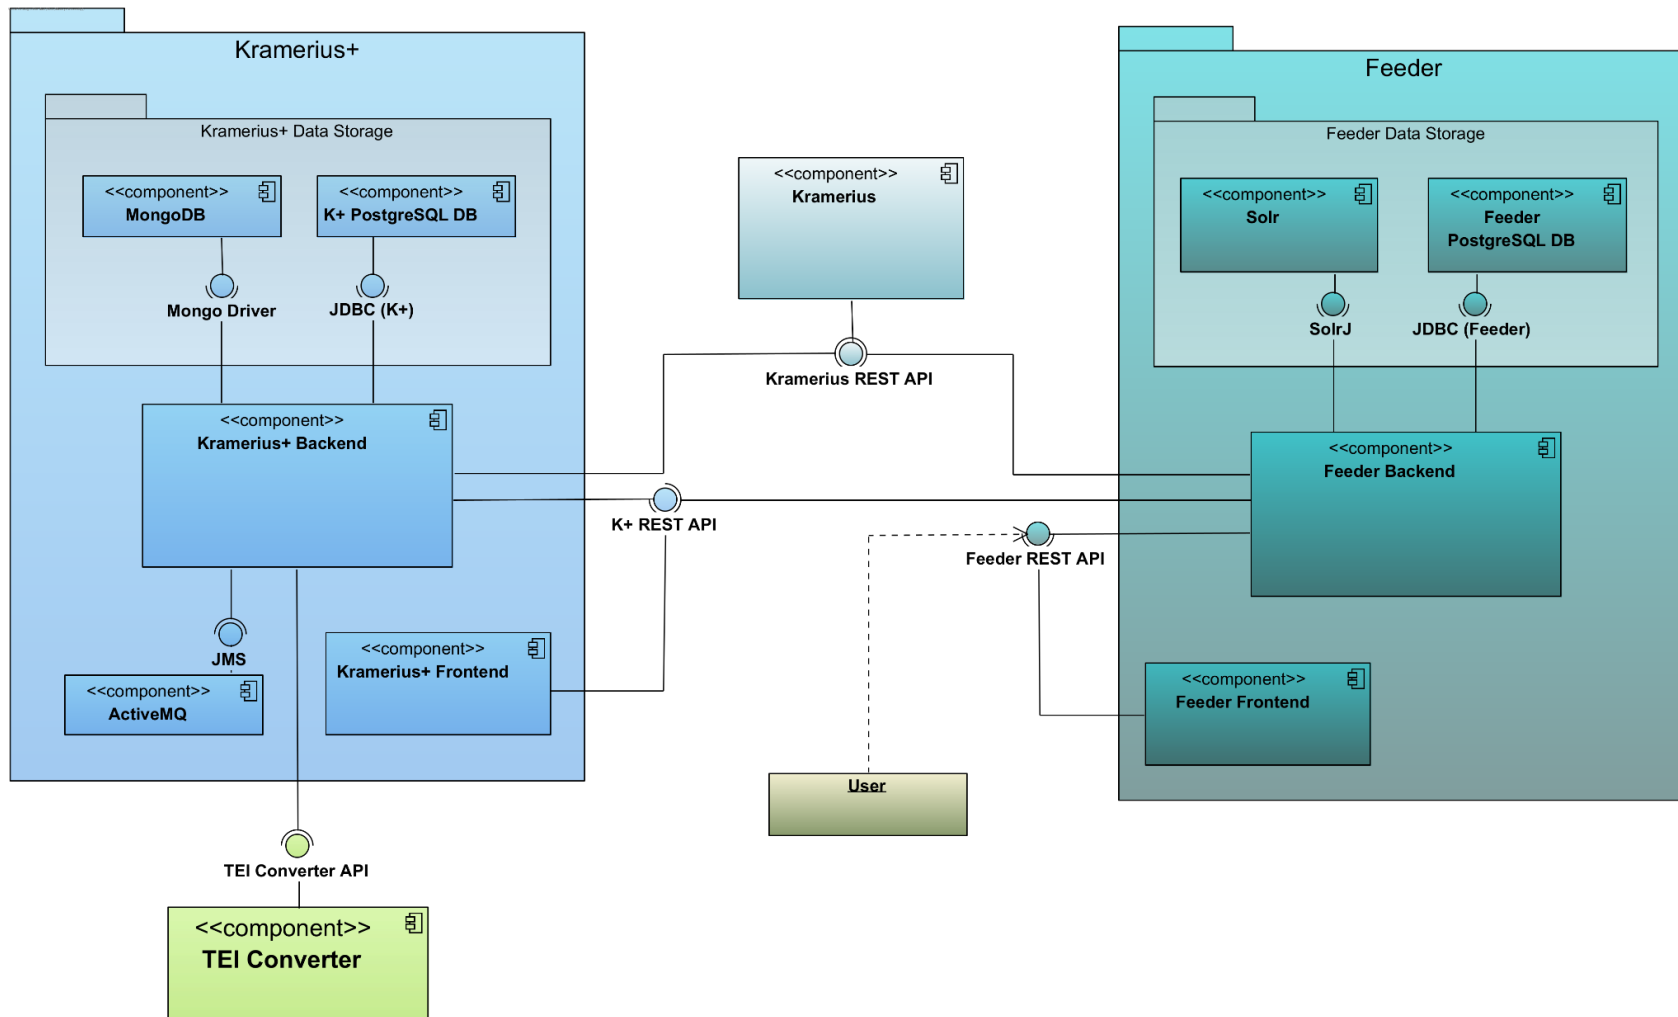 Kramerius+
Kramerius+ Data Storage
<<component>>
MongoDB
<<component>>
K+ PostgreSQL DB
Mongo Driver
JDBC (K+)
<<component>>
Kramerius+ Backend
JMS
<<component>>
ActiveMQ
<<component>>
Kramerius+ Frontend
TEI Converter API
<<component>>
TEI Converter
<<component>>
Kramerius
Kramerius REST API
K+ REST API
Feeder REST API
User
Feeder
Feeder Data Storage
<<component>>
Solr
<<component>>
Feeder
PostgreSQL DB
SolrJ
JDBC (Feeder)
<<component>>
Feeder Backend
<<component>>
Feeder Frontend